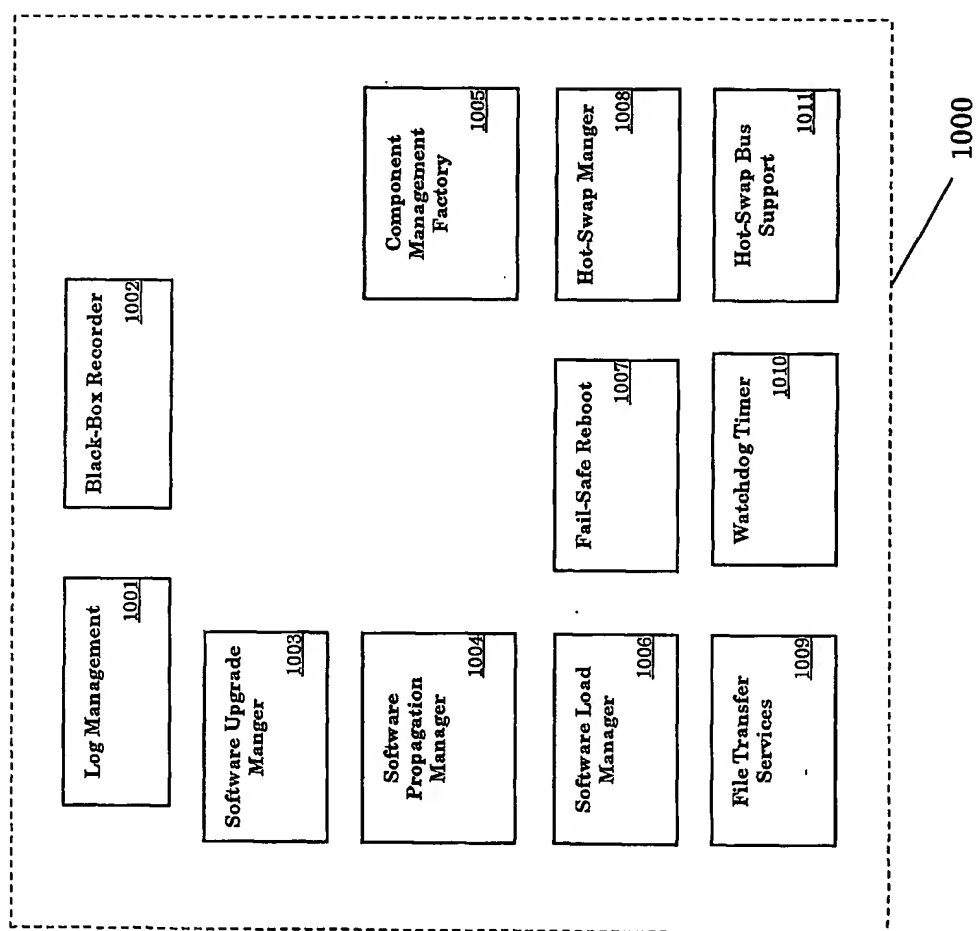 Log Management
1001
Black-Box Recorder
1002
Software Upgrade
Manger
1003
Software
Propagation
Manager
1004
Component
Management
Factory
1005
Software Load
Manager
1006
Fail-Safe Reboot
1007
Hot-Swap Manger
1008
File Transfer
Services
1009
Watchdog Timer
1010
Hot-Swap Bus
Support
1011
1000